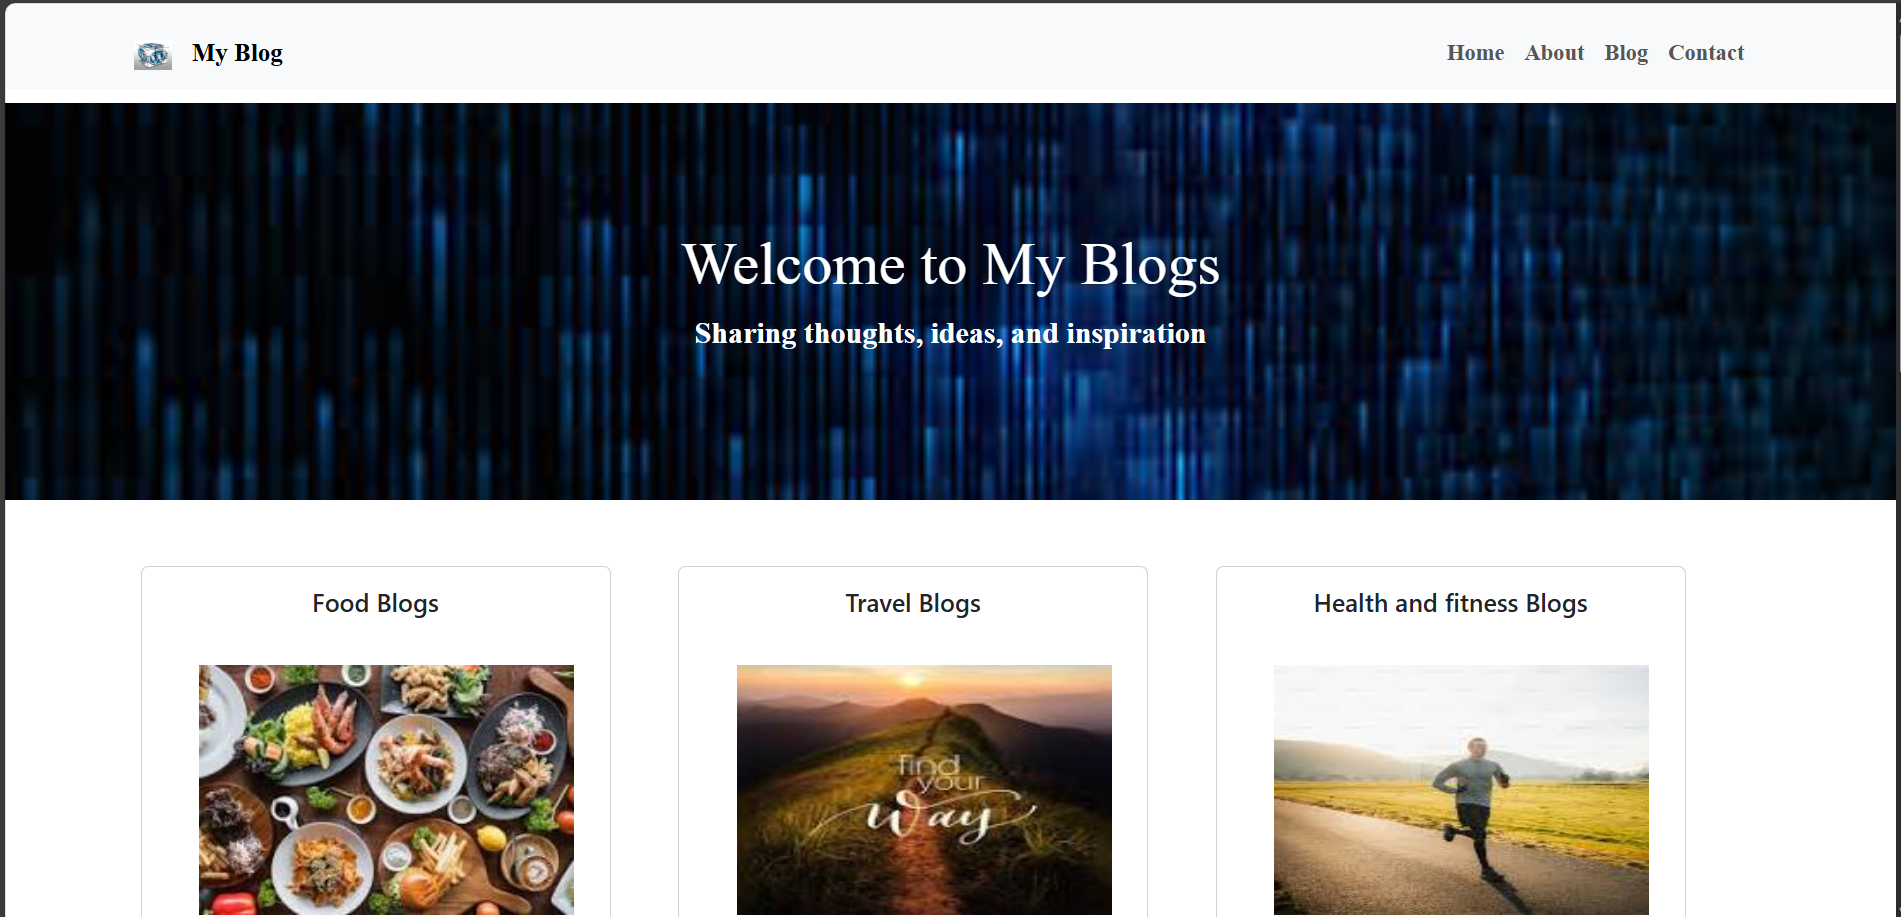 My Blog
Home About Blog Contact
Welcome to My Blogs
Sharing thoughts, ideas, and inspiration
Food Blogs
Travel Blogs
Health and fitness Blogs
find
your
way